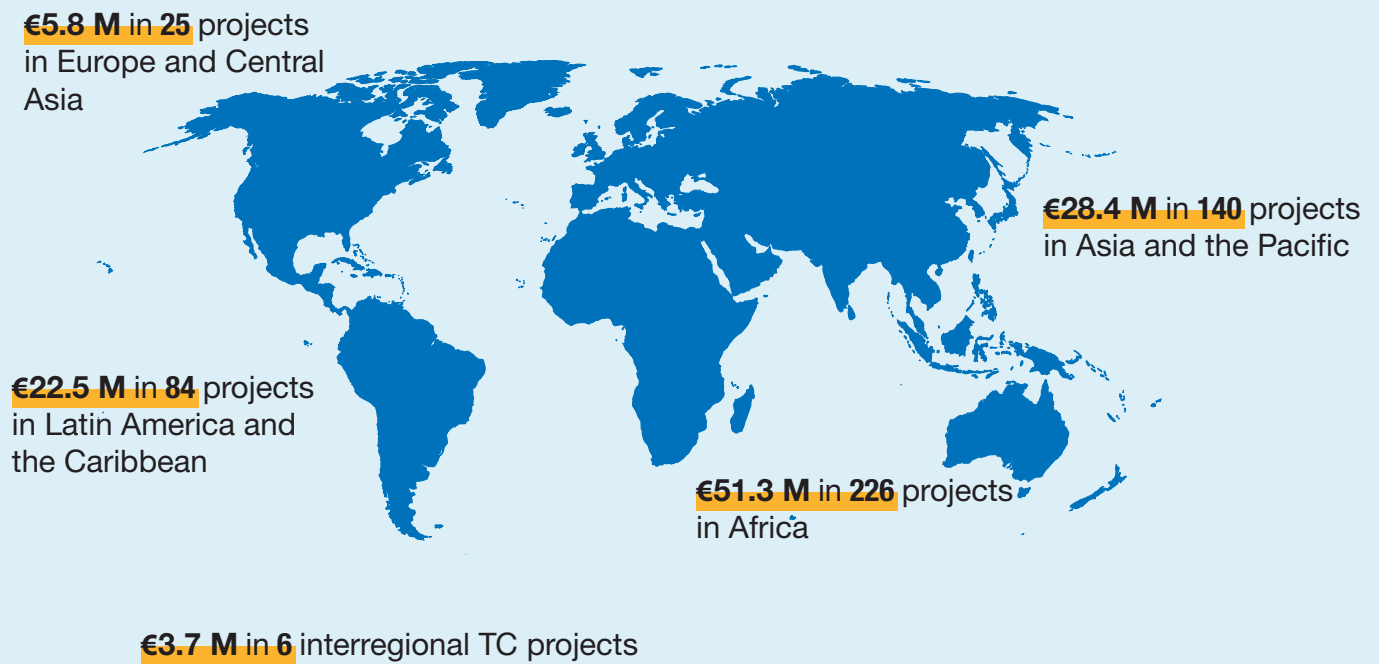 €5.8 M in 25 projects
in Europe and Central
Asia
€28.4 M in 140 projects
in Asia and the Pacific
€22.5 M in 84 projects
in Latin America and
the Caribbean
€51.3 M in 226 projects
in Africa
€3.7 M in 6 interregional TC projects